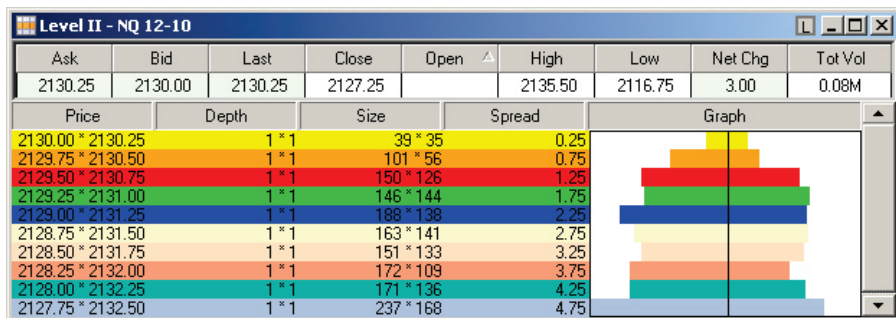 Level II - NQ 12-10 L
Ask Bid Last Close Open High Low Net Chg Tot Vol
2130.25 2130.00 2130.25 2127.25 2135.50 2116.75 3.00 0.08M
Price Depth Size Spread Graph
2130.00 * 2130.25 1 * 1 39 * 35 0.25
2129.75 * 2130.50 1 * 1 101 * 56 0.75
2129.50 * 2130.75 1 * 1 150 * 126 1.25
2129.25 * 2131.00 1 * 1 146 * 144 1.75
2129.00 * 2131.25 1 * 1 188 * 138 2.25
2128.75 * 2131.50 1 * 1 163 * 141 2.75
2128.50 * 2131.75 1 * 1 151 * 133 3.25
2128.25 * 2132.00 1 * 1 172 * 109 3.75
2128.00 * 2132.25 1 * 1 171 * 136 4.25
2127.75 * 2132.50 1 * 1 237 * 168 4.75